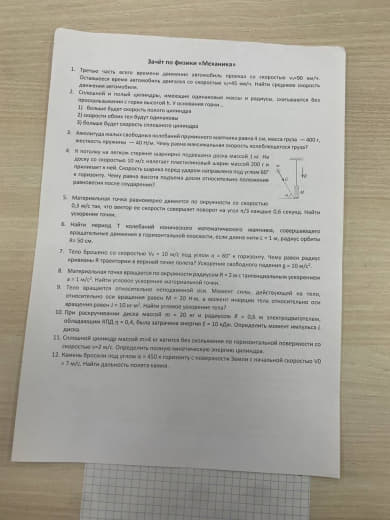 Зачёт по физике «Механика»
1. Третью часть всего времени движения автомобиль проехал со скоростью v₁=90 км/ч.
Оставшееся время автомобиль двигался со скоростью v₂=45 км/ч. Найти среднюю скорость
движения автомобиля.
2. Сплошной и полый цилиндры, имеющие одинаковые массы и радиусы, скатываются без
проскальзывания с горки высотой h. У основания горки...
1) больше будет скорость полого цилиндра
2) скорости обоих тел будут одинаковы
3) больше будет скорость сплошного цилиндра
3. Амплитуда малых свободных колебаний пружинного маятника равна 4 см, масса груза — 400 г,
жесткость пружины — 40 Н/м. Чему равна максимальная скорость колеблющегося груза?
4. К потолку на легком стержне шарнирно подвешена доска массой 1 кг. На
доску со скоростью 10 м/с налетает пластилиновый шарик массой 200 г и
прилипает к ней. Скорость шарика перед ударом направлена под углом 60°
к горизонту. Чему равна высота подъема доски относительно положения
равновесия после соударения?
5. Материальная точка равномерно движется по окружности со скоростью
0,3 м/с так, что вектор ее скорости совершает поворот на угол π/3 каждые 0,6 секунд. Найти
ускорение точки.
6. Найти период T колебаний конического математического маятника, совершающего
вращательные движения в горизонтальной плоскости, если длина нити ℓ = 1 м, радиус орбиты
R= 50 см.
7. Тело брошено со скоростью V₀ = 10 м/с под углом α = 60° к горизонту. Чему равен радиус
кривизны R траектории в верхней точке полета? Ускорение свободного падения g = 10 м/с².
8. Материальная точка вращается по окружности радиусом R = 2 м с тангенциальным ускорением
a = 1 м/с². Найти угловое ускорение материальной точки.
9. Тело вращается относительно неподвижной оси. Момент силы, действующей на тело,
относительно оси вращения равен M = 20 Н·м, а момент инерции тела относительно оси
вращения равен J = 10 кг·м². Найти угловое ускорение тела?
10. При раскручивании диска массой m = 20 кг и радиусом R = 0,5 м электродвигателем,
обладающим КПД η = 0,4, была затрачена энергия E = 10 кДж. Определить момент импульса L
диска.
11. Сплошной цилиндр массой m=4 кг катится без скольжения по горизонтальной поверхности со
скоростью v=2 м/с. Определить полную кинетическую энергию цилиндра.
12. Камень бросили под углом α = 450 к горизонту с поверхности Земли с начальной скоростью V0
= 7 м/с. Найти дальность полета камня.